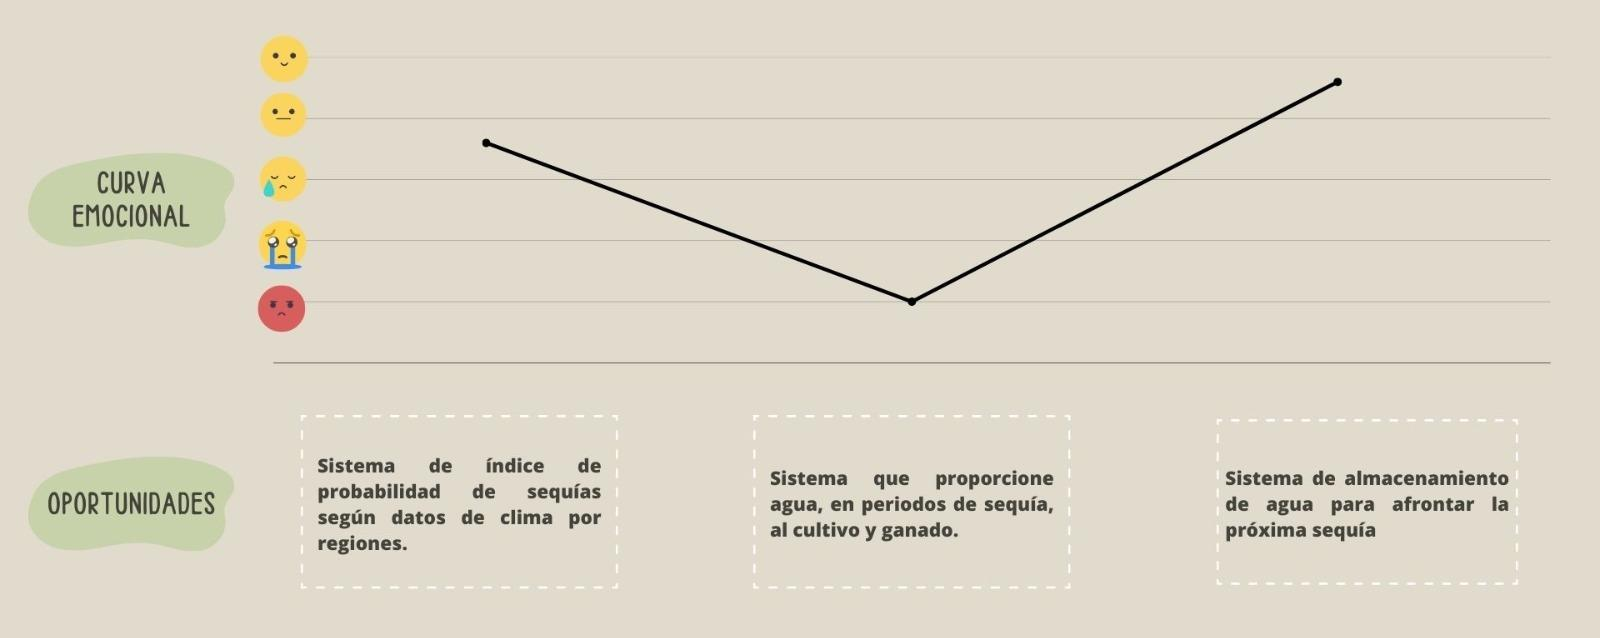 CURVA
EMOCIONAL
OPORTUNIDADES
Sistema de índice de
probabilidad de sequías
según datos de clima por
regiones.
Sistema que proporcione
agua, en periodos de sequía,
al cultivo y ganado.
Sistema de almacenamiento
de agua para afrontar la
próxima sequía